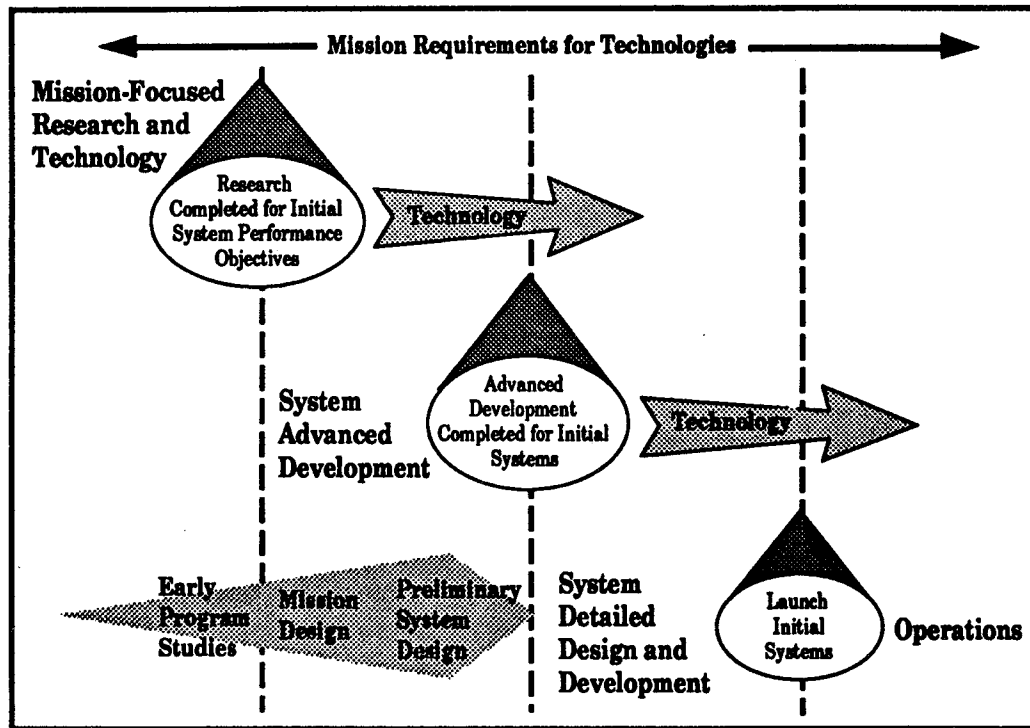 Mission Requirements for Technologies
Mission-Focused
Research and
Technology
Research
Completed for Initial
System Performance
Objectives
Technology
System
Advanced
Development
Advanced
Development
Completed for Initial
Systems
Technology
Early
Program
Studies
Mission
Design
Preliminary
System
Design
System
Detailed
Design and
Development
Launch
Initial
Systems
Operations